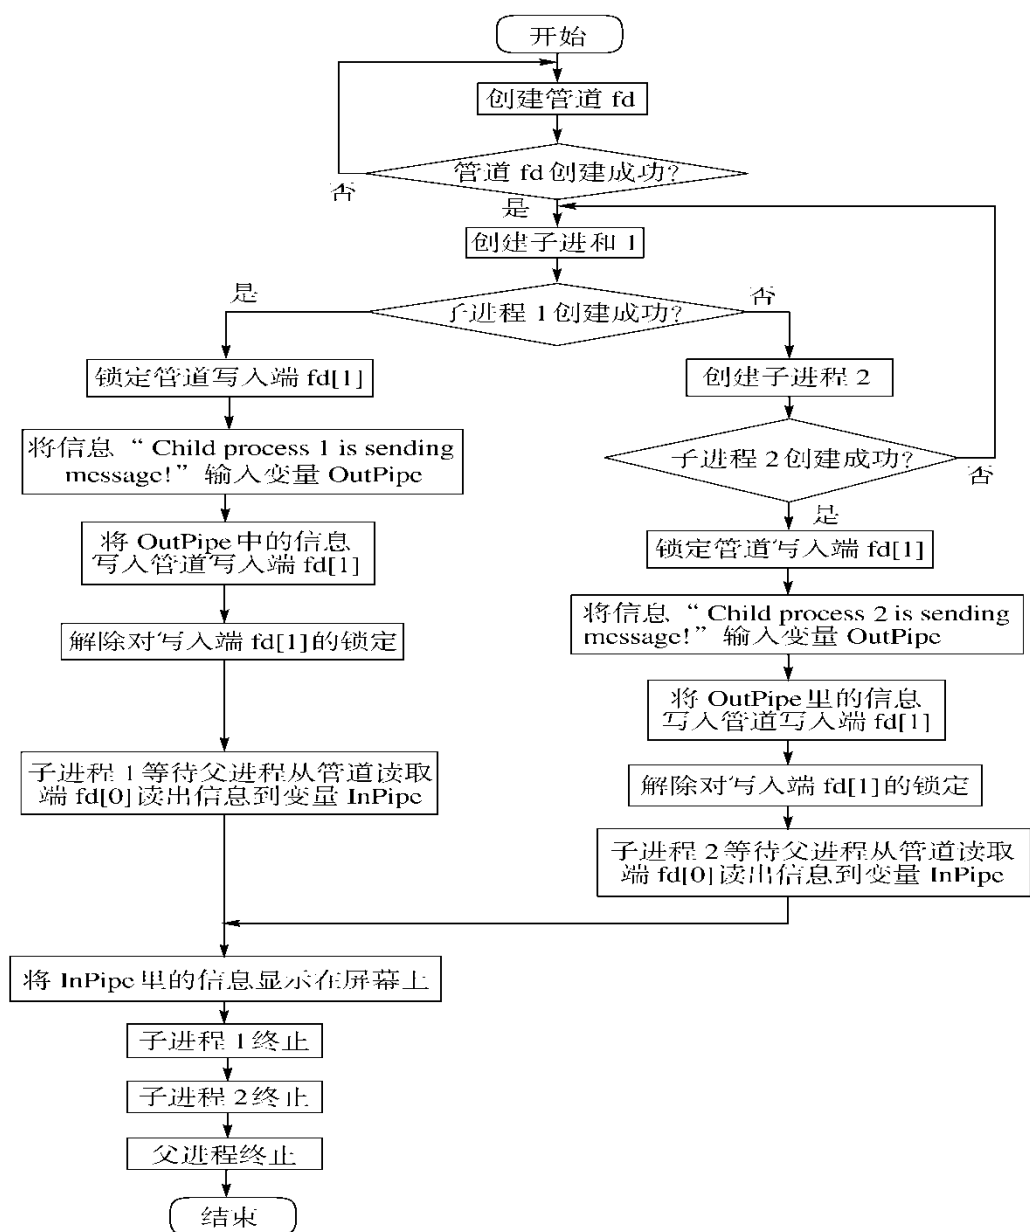 开始
创建管道 fd
管道 fd 创建成功?
否
是
创建子进和 1
是
子进程 1 创建成功?
否
锁定管道写入端 fd[1]
将信息“ Child process 1 is sending
message!” 输入变量 OutPipe
将 OutPipe 中的信息
写入管道写入端 fd[1]
解除对写入端 fd[1]的锁定
子进程 1 等待父进程从管道读取
端 fd[0]读出信息到变量 InPipe
创建子进程 2
子进程 2 创建成功?
否
是
锁定管道写入端 fd[1]
将信息“ Child process 2 is sending
message!” 输入变量 OutPipe
将 OutPipe 里的信息
写入管道写入端 fd[1]
解除对写入端 fd[1]的锁定
子进程 2 等待父进程从管道读取
端 fd[0]读出信息到变量 InPipe
将 InPipe 里的信息显示在屏幕上
子进程 1 终止
子进程 2 终止
父进程终止
结束